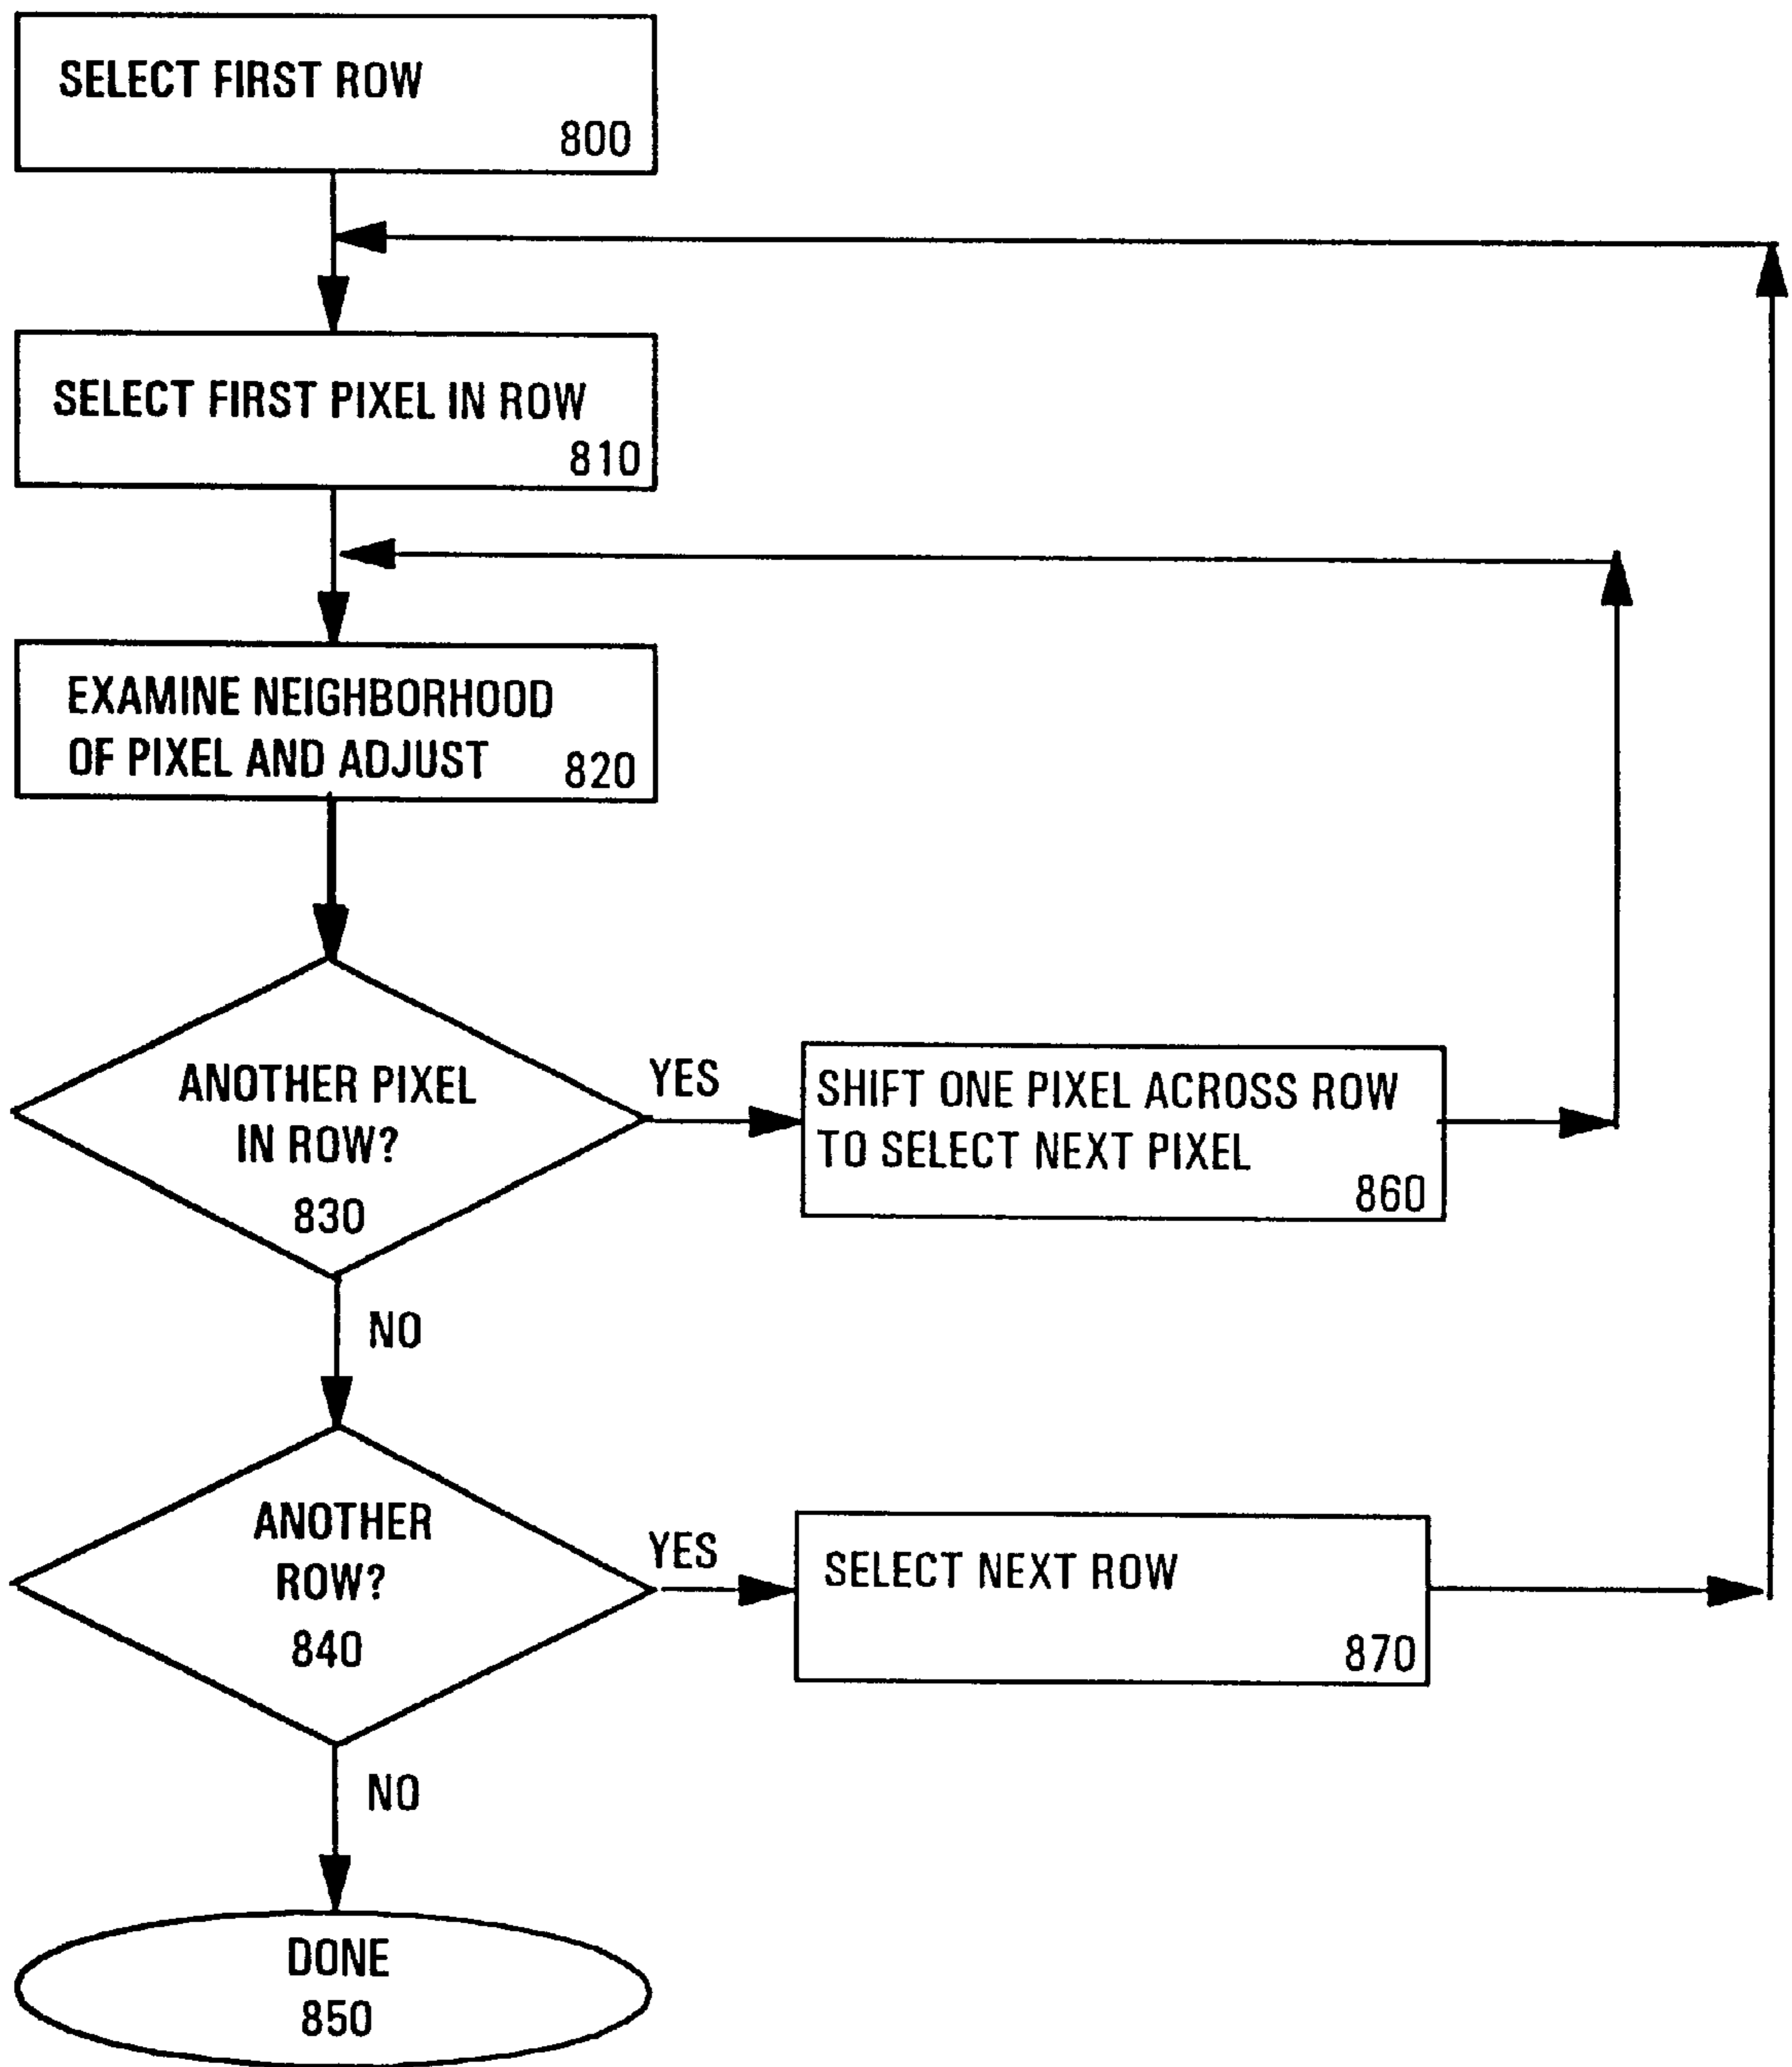 SELECT FIRST ROW
800
SELECT FIRST PIXEL IN ROW
810
EXAMINE NEIGHBORHOOD
OF PIXEL AND ADJUST 820
ANOTHER PIXEL
IN ROW?
830
YES
SHIFT ONE PIXEL ACROSS ROW
TO SELECT NEXT PIXEL
860
NO
ANOTHER
ROW?
840
YES
SELECT NEXT ROW
870
NO
DONE
850